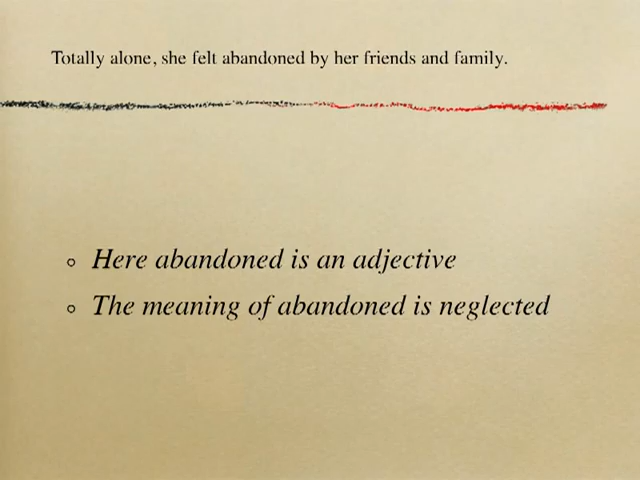 Totally alone, she felt abandoned by her friends and family.
Here abandoned is an adjective
The meaning of abandoned is neglected